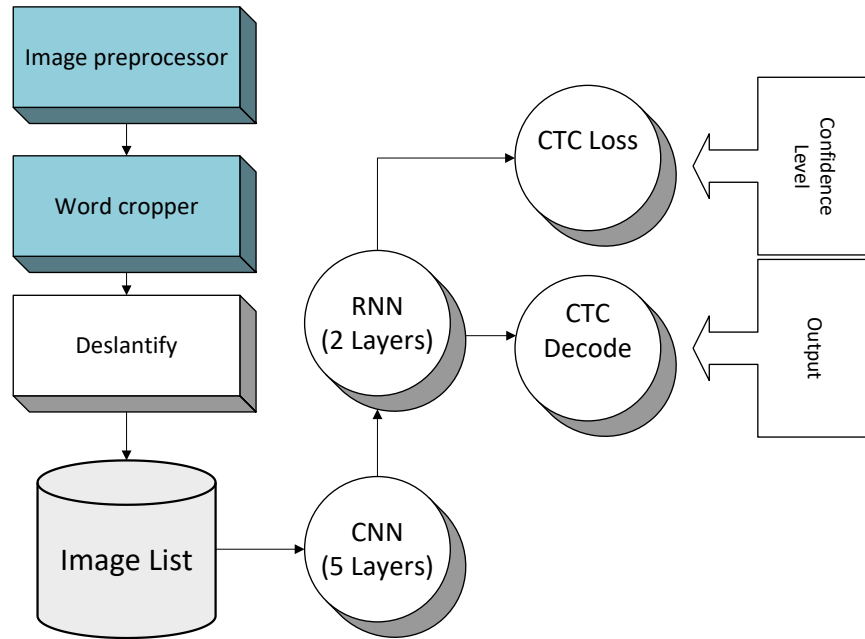 Image preprocessor
Word cropper
Deslantify
Image List
CNN
(5 Layers)
RNN
(2 Layers)
CTC Loss
CTC
Decode
Confidence
Level
Output